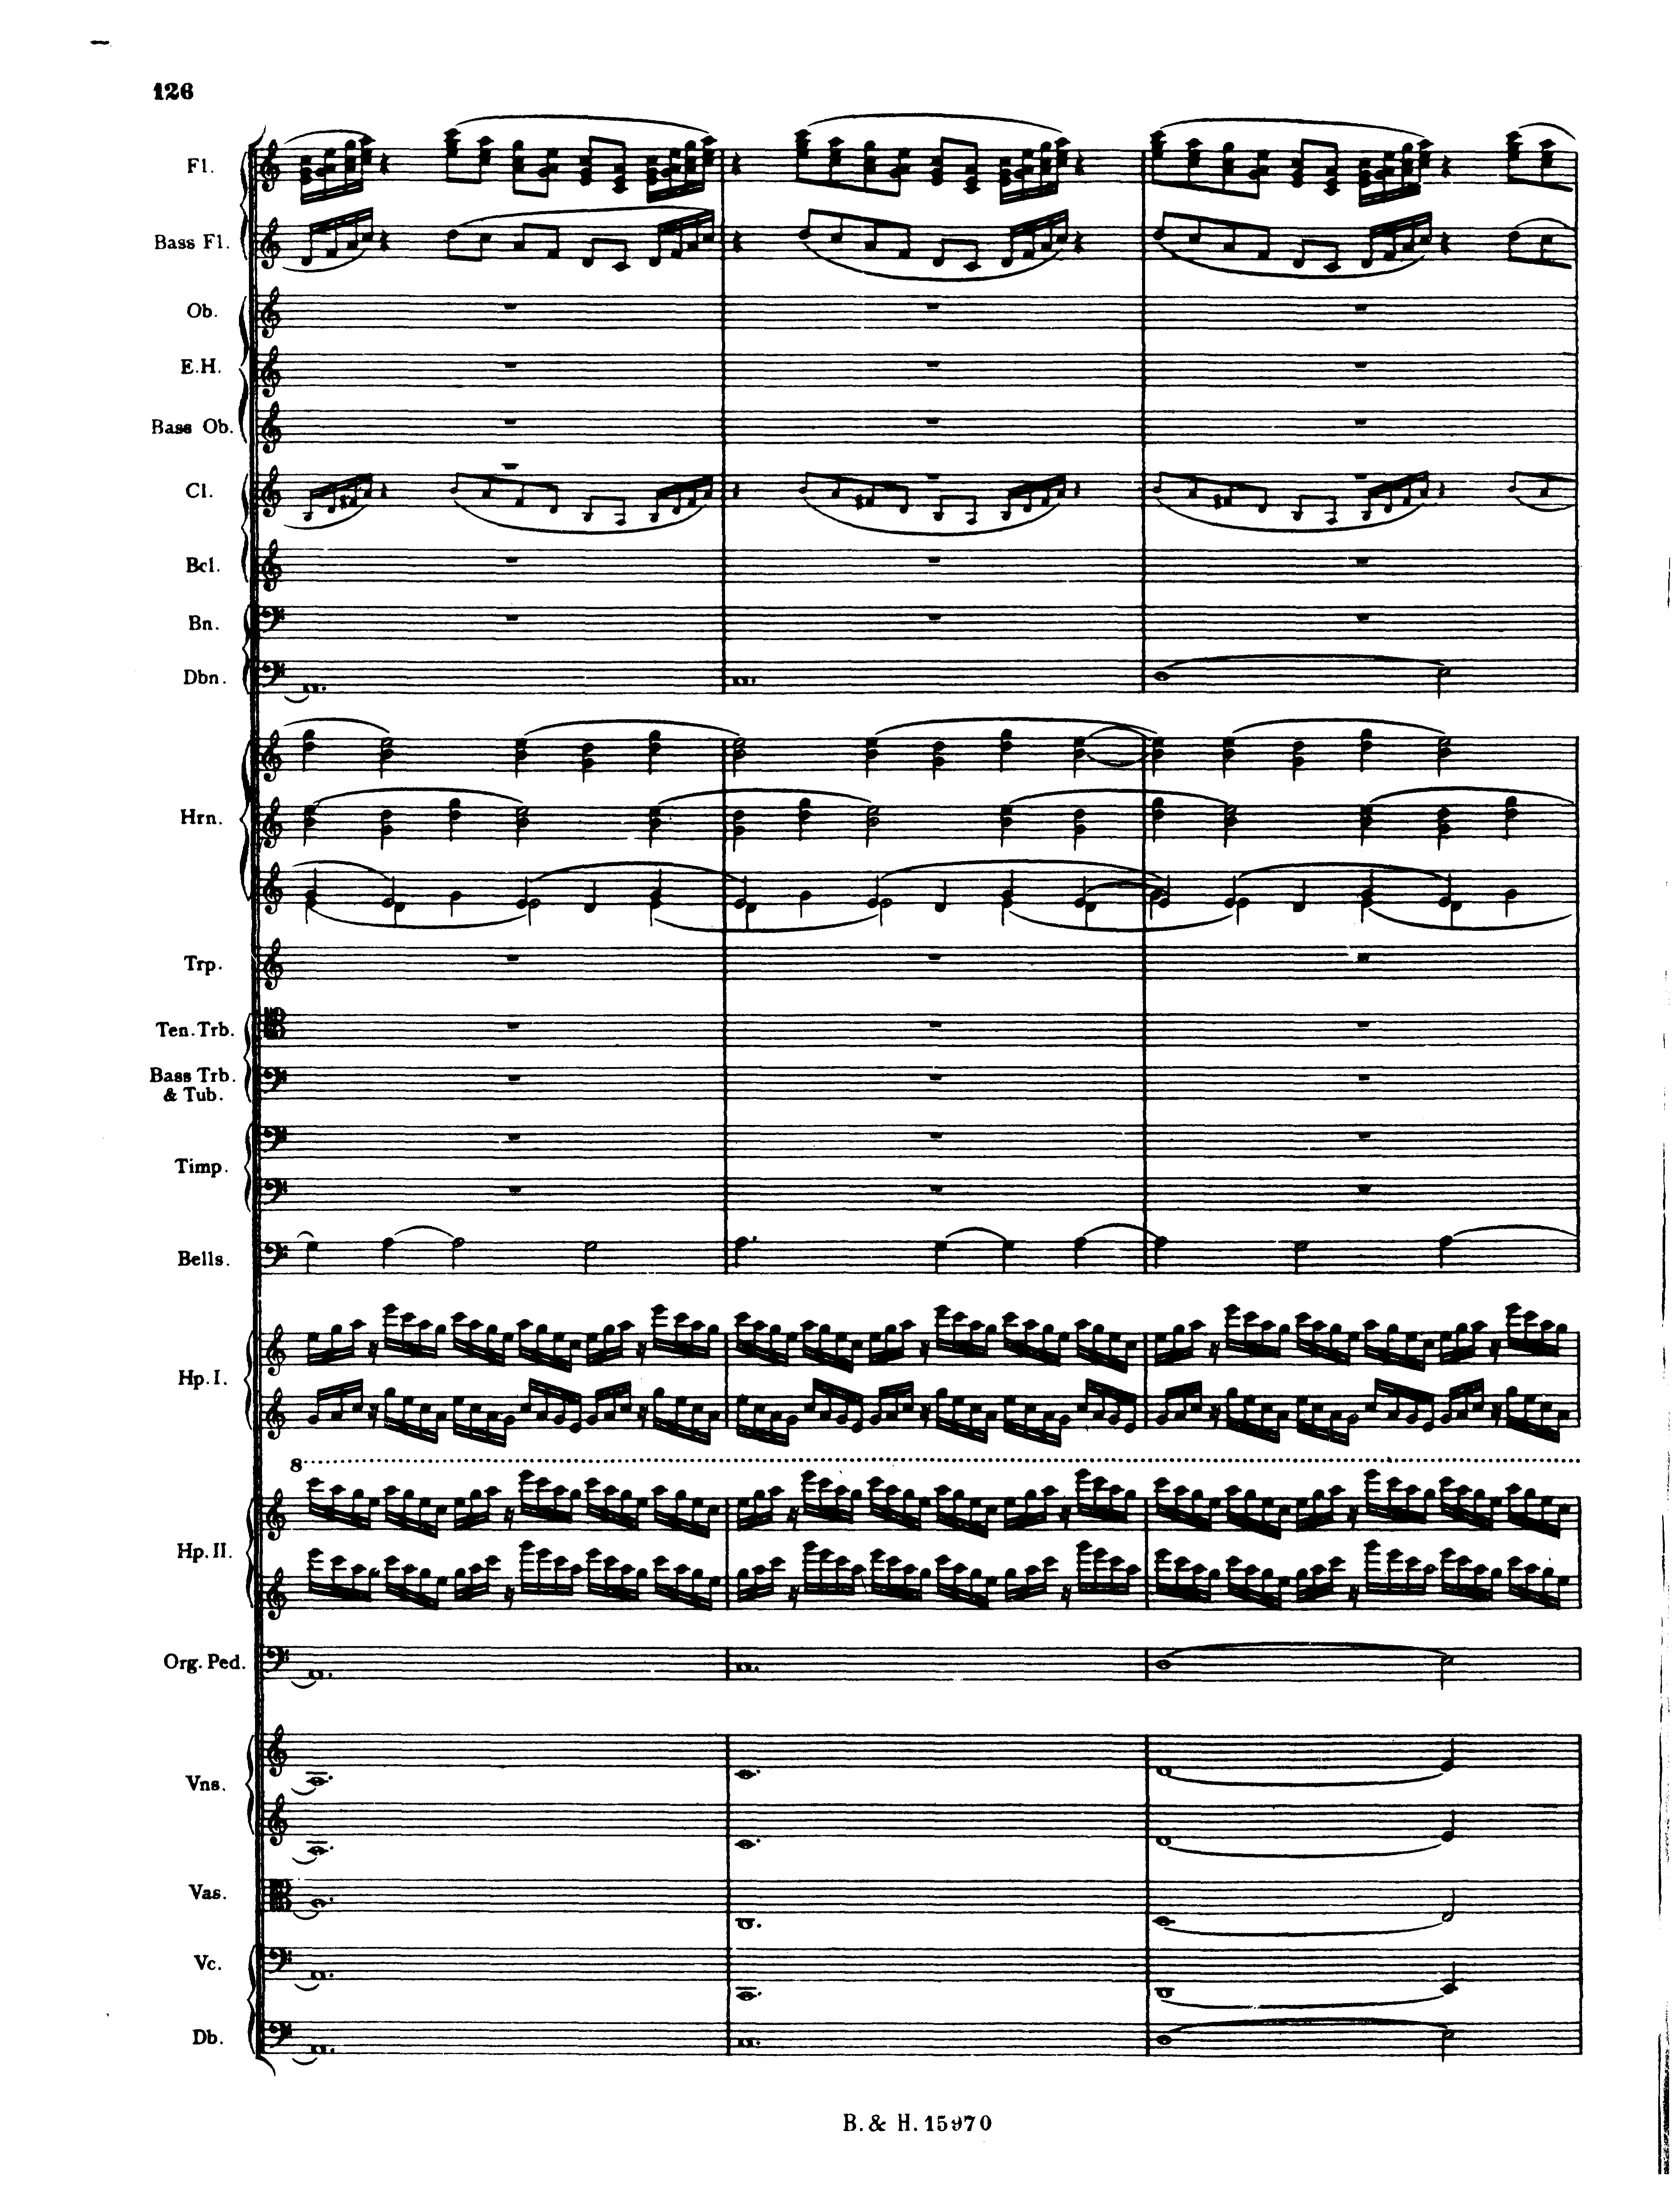 126
Fl.
Bass Fl.
Ob.
E.H.
Bass Ob.
Cl.
Bcl.
Bn.
Dbn.
Hrn.
Trp.
Ten. Trb.
Bass Trb.
& Tub.
Timp.
Bells.
Hp. I.
8
Hp. II.
Org. Ped.
Vns.
Vas.
Vc.
Db.
B. & H. 15970